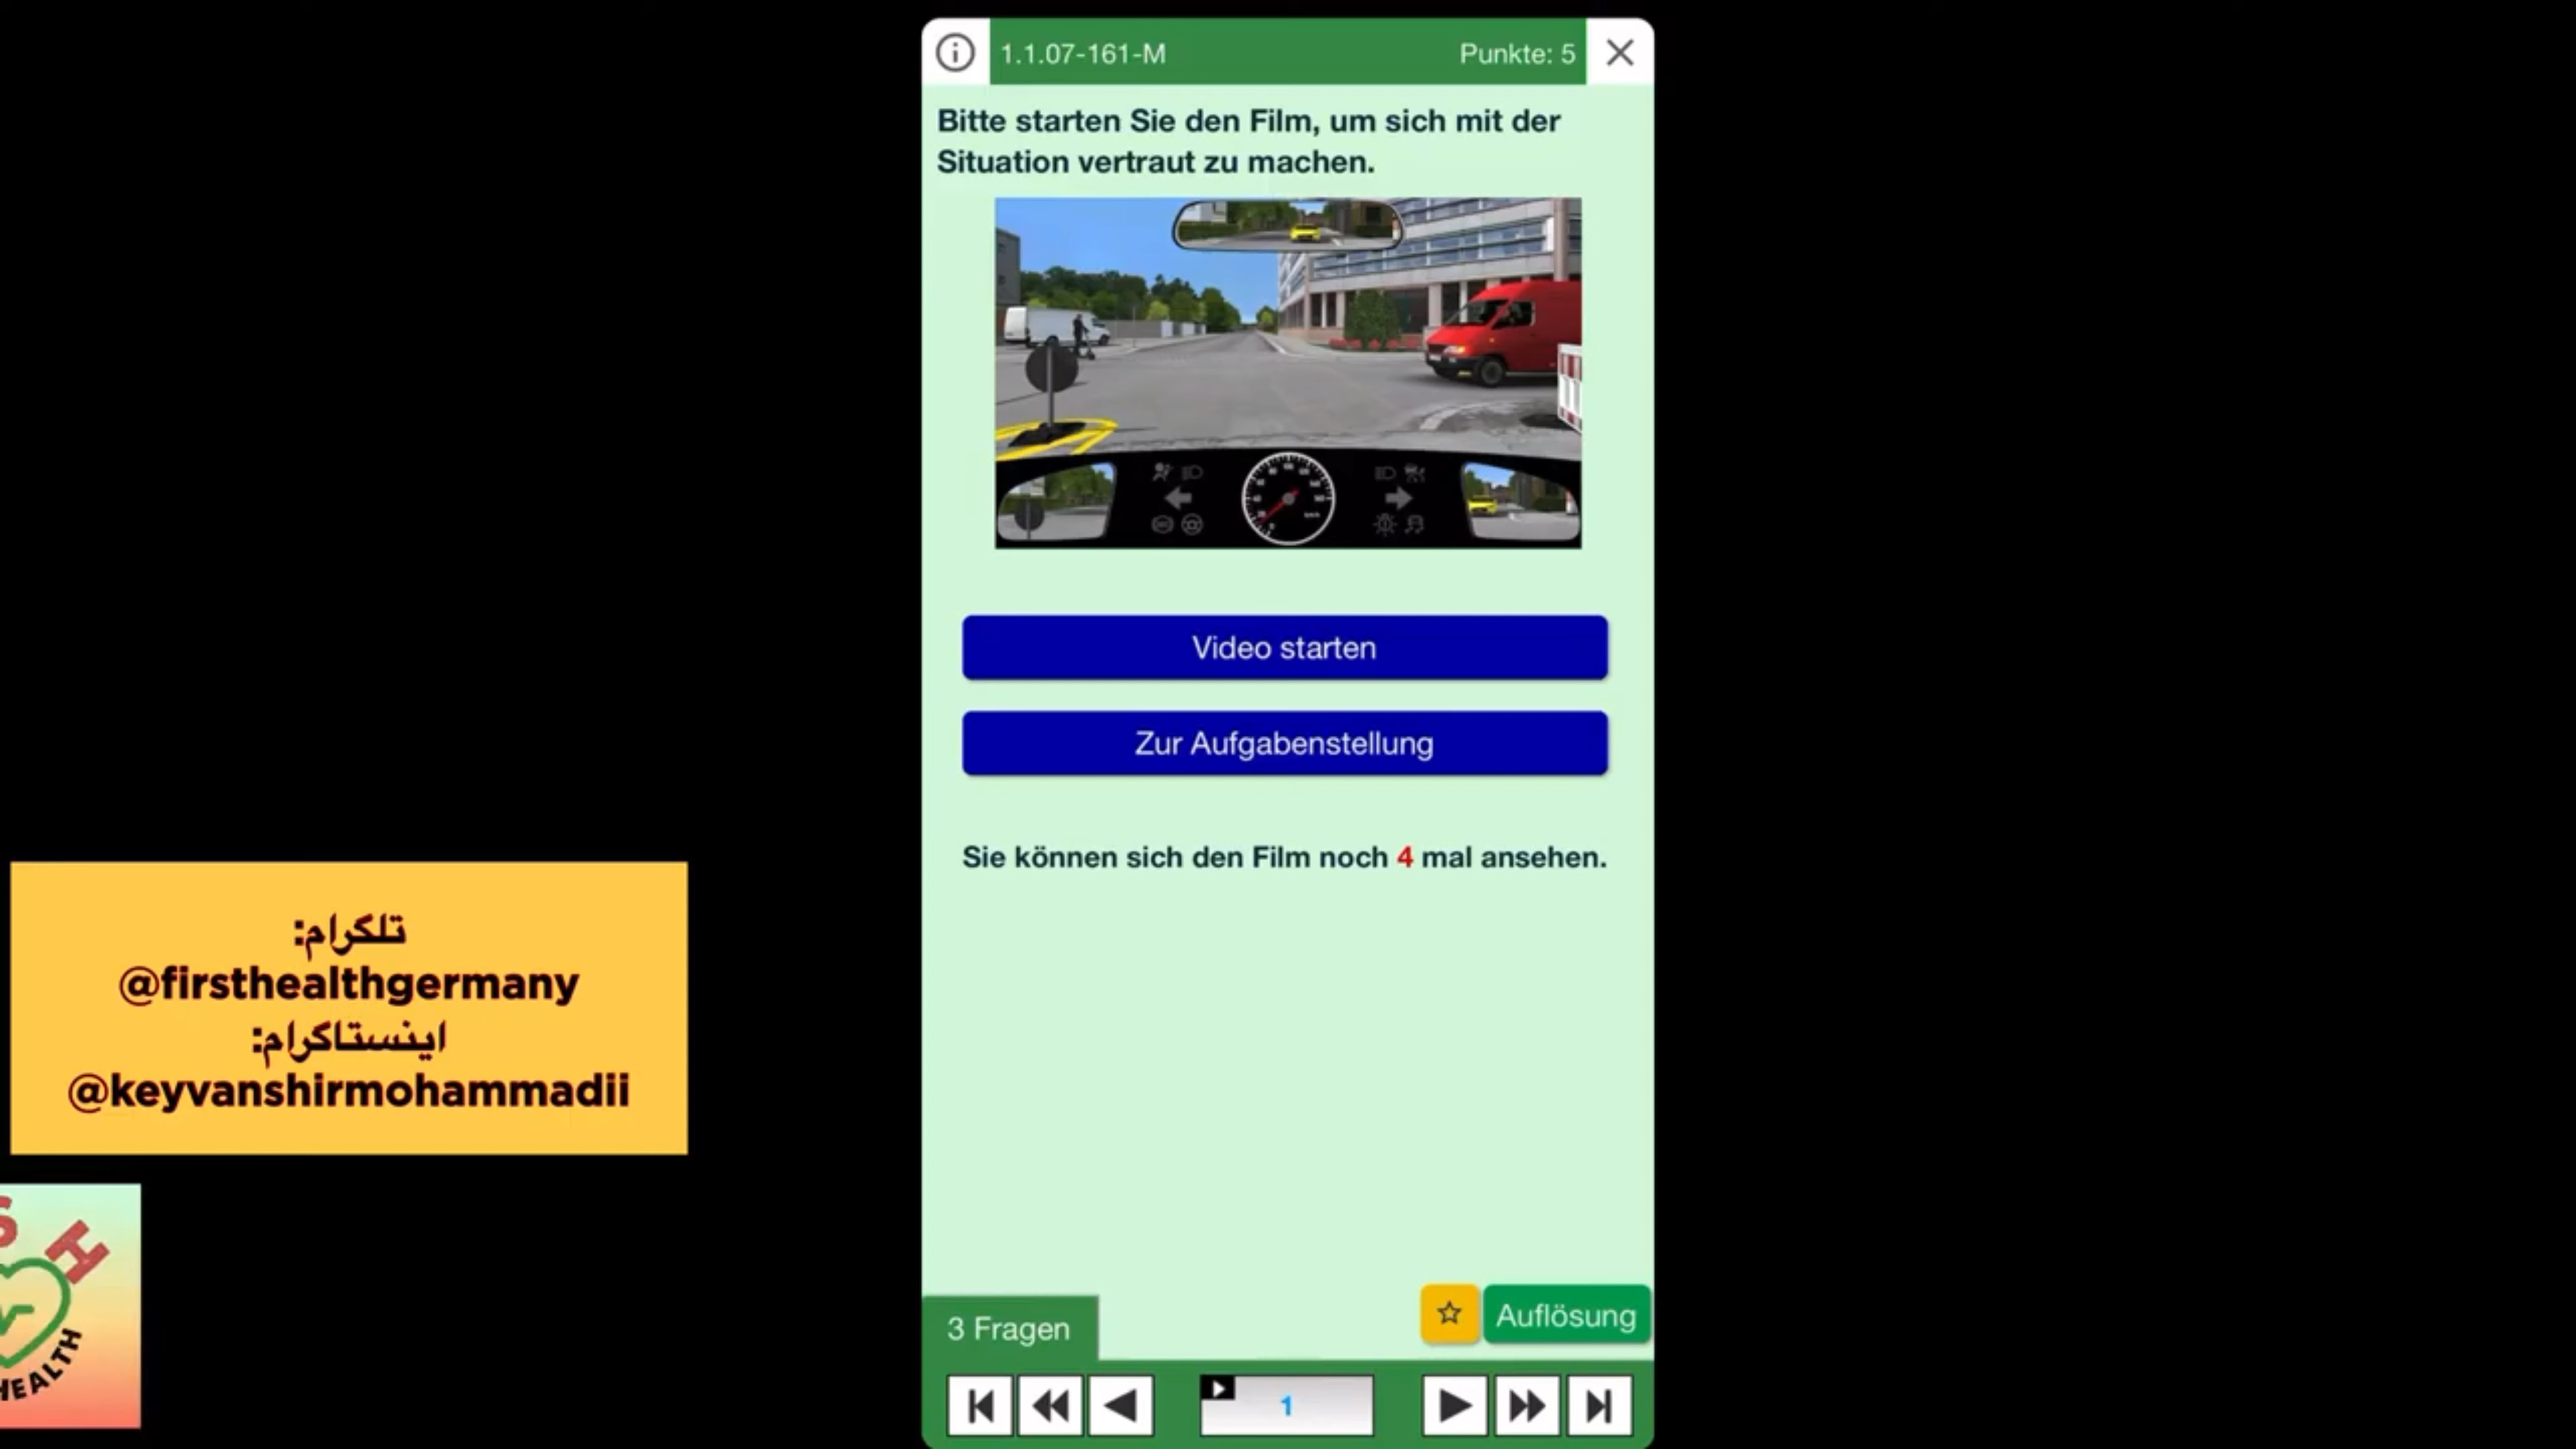 1.1.07-161-M
Punkte: 5
Bitte starten Sie den Film, um sich mit der
Situation vertraut zu machen.
Video starten
Zur Aufgabenstellung
Sie können sich den Film noch 4 mal ansehen.
تلگرام:
@firsthealthgermany
اینستاگرام:
@keyvanshirmohammadii
S H
HEALTH
3 Fragen
Auflösung
1